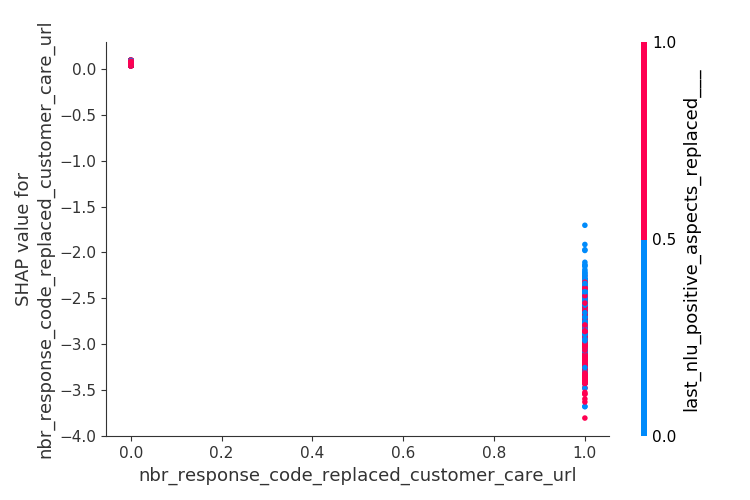 SHAP value for
nbr_response_code_replaced_customer_care_url
0.0
−0.5
−1.0
−1.5
−2.0
−2.5
−3.0
−3.5
−4.0
0.0 0.2 0.4 0.6 0.8 1.0
nbr_response_code_replaced_customer_care_url
1.0
0.5
0.0
last_nlu_positive_aspects_replaced___